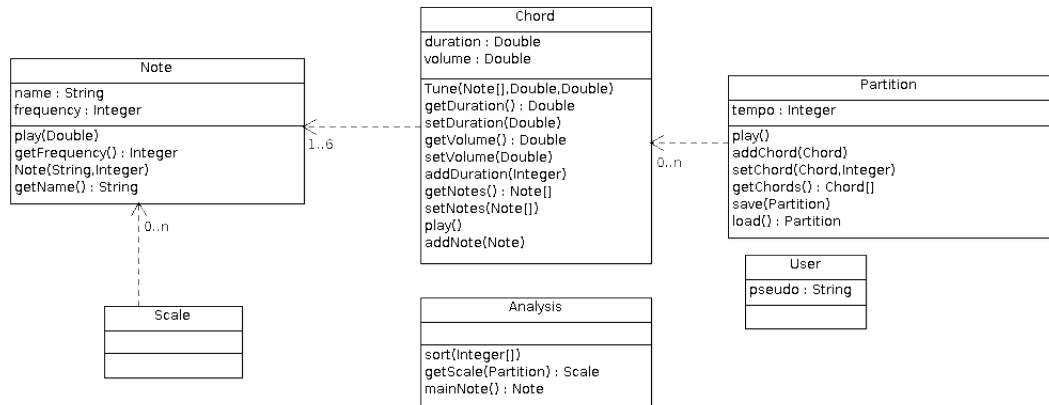 Note
name : String
frequency : Integer
play(Double)
getFrequency() : Integer
Note(String,Integer)
getName() : String
1..6
0..n
Scale
Chord
duration : Double
volume : Double
Tune(Note[],Double,Double)
getDuration() : Double
setDuration(Double)
getVolume() : Double
setVolume(Double)
addDuration(Integer)
getNotes() : Note[]
setNotes(Note[])
play()
addNote(Note)
0..n
Analysis
sort(Integer[])
getScale(Partition) : Scale
mainNote() : Note
Partition
tempo : Integer
play()
addChord(Chord)
setChord(Chord,Integer)
getChords() : Chord[]
save(Partition)
load() : Partition
User
pseudo : String